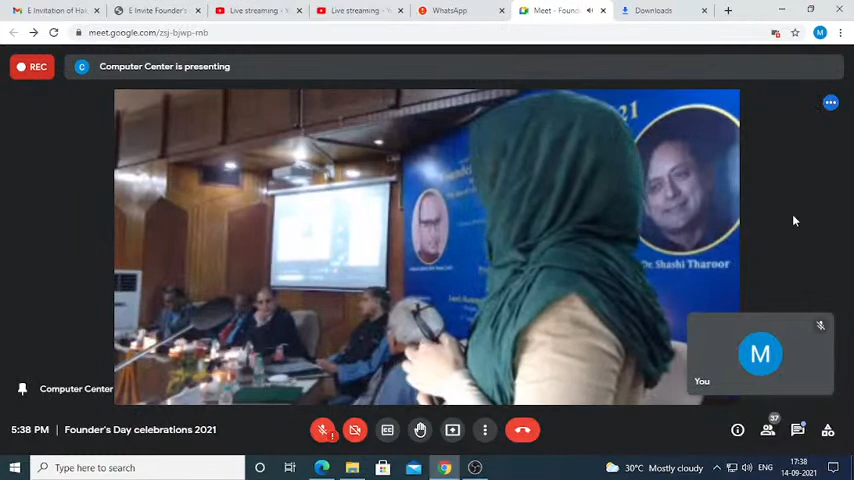 E Invitation of Ha
E Invite Founder's
Live streaming - Y
Live streaming - Y
WhatsApp
Meet - Found
Downloads
meet.google.com/zsj-bjwp-rnb
M
REC
C
Computer Center is presenting
2021
Dr. Shashi Tharoor
M
You
Computer Center
37
5:38 PM | Founder's Day celebrations 2021
CC
Type here to search
30°C Mostly cloudy
ENG
17:38
14-09-2021